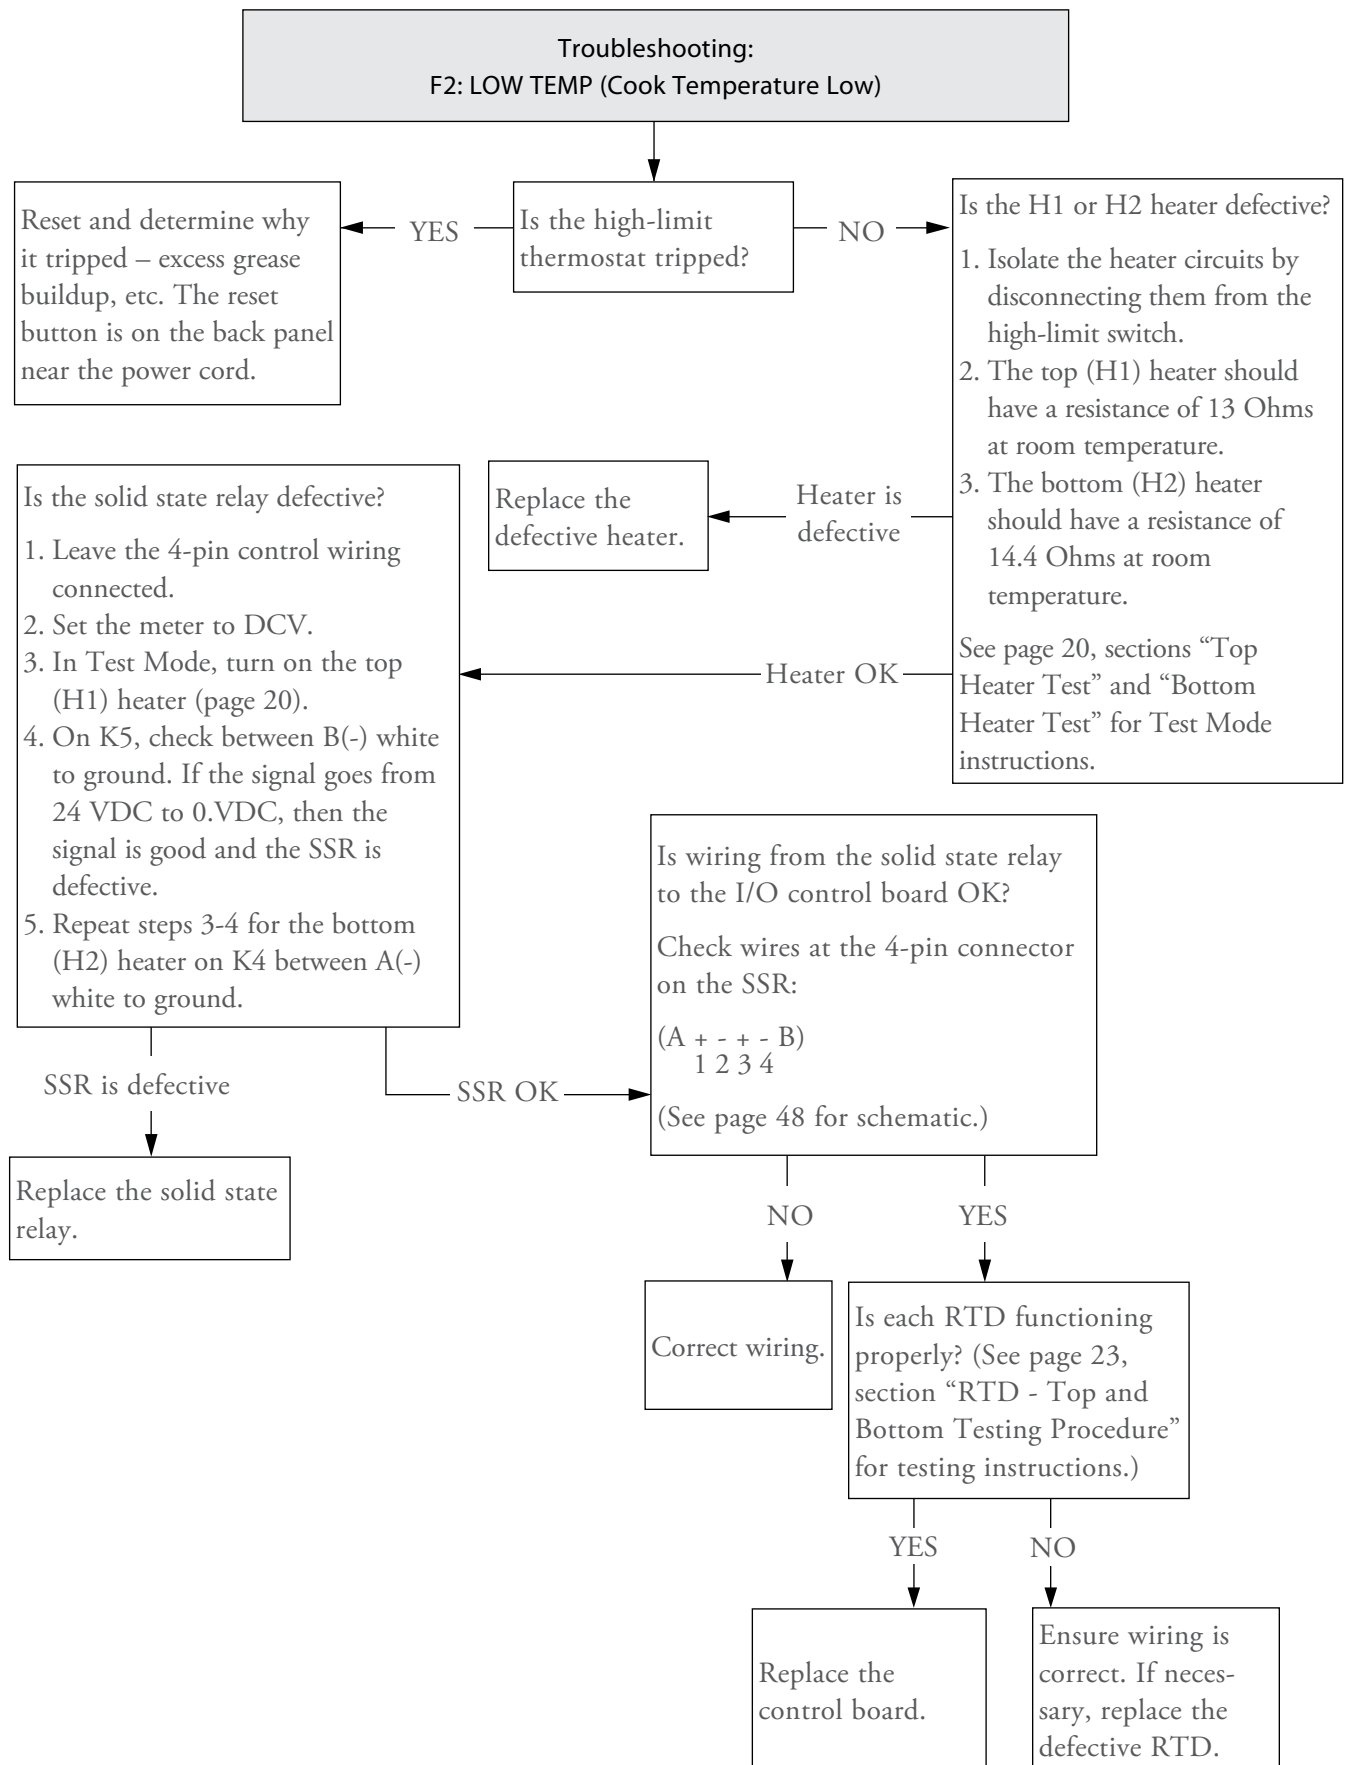 Troubleshooting:
F2: LOW TEMP (Cook Temperature Low)
Reset and determine why
it tripped – excess grease
buildup, etc. The reset
button is on the back panel
near the power cord.
YES
Is the high-limit
thermostat tripped?
NO
Is the H1 or H2 heater defective?
1. Isolate the heater circuits by
disconnecting them from the
high-limit switch.
2. The top (H1) heater should
have a resistance of 13 Ohms
at room temperature.
3. The bottom (H2) heater
should have a resistance of
14.4 Ohms at room
temperature.
See page 20, sections “Top
Heater Test” and “Bottom
Heater Test” for Test Mode
instructions.
Heater is
defective
Replace the
defective heater.
Heater OK
Is the solid state relay defective?
1. Leave the 4-pin control wiring
connected.
2. Set the meter to DCV.
3. In Test Mode, turn on the top
(H1) heater (page 20).
4. On K5, check between B(-) white
to ground. If the signal goes from
24 VDC to 0.VDC, then the
signal is good and the SSR is
defective.
5. Repeat steps 3-4 for the bottom
(H2) heater on K4 between A(-)
white to ground.
SSR is defective
Replace the solid state
relay.
SSR OK
Is wiring from the solid state relay
to the I/O control board OK?
Check wires at the 4-pin connector
on the SSR:
(A + - + - B)
1 2 3 4
(See page 48 for schematic.)
NO
YES
Correct wiring.
Is each RTD functioning
properly? (See page 23,
section “RTD - Top and
Bottom Testing Procedure”
for testing instructions.)
YES
NO
Replace the
control board.
Ensure wiring is
correct. If neces-
sary, replace the
defective RTD.